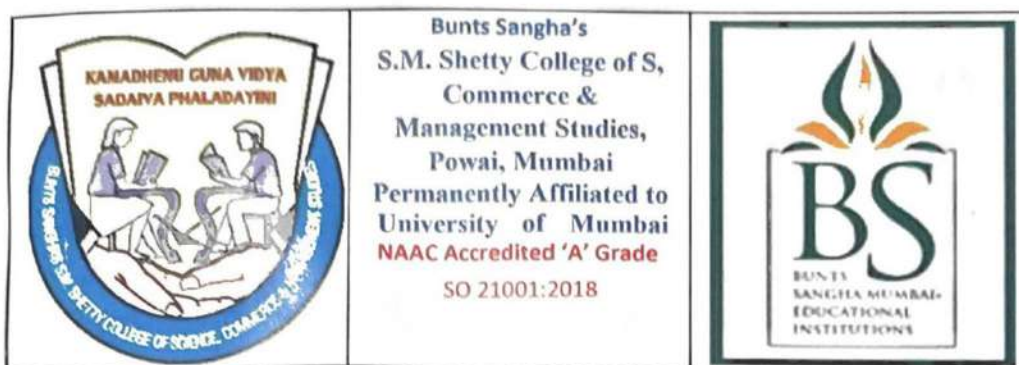 KAMADHENU GUNA VIDYA
SADAIVA PHALADAYINI
BUNTS SANGHA'S S.M. SHETTY COLLEGE OF SCIENCE, COMMERCE &
Bunts Sangha's
S.M. Shetty College of S,
Commerce &
Management Studies,
Powai, Mumbai
Permanently Affiliated to
University of Mumbai
NAAC Accredited 'A' Grade
SO 21001:2018
BS
BUNTS
SANGHA MUMBAI-
EDUCATIONAL
INSTITUTIONS